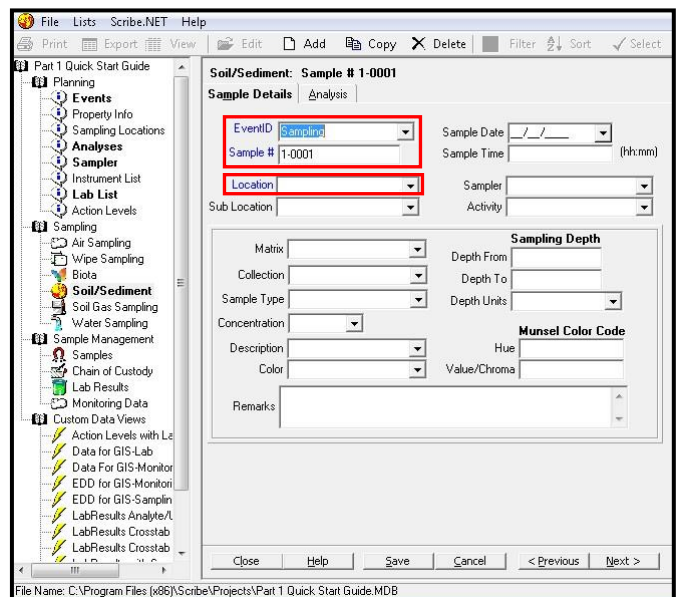 File Lists Scribe.NET Help
Print Export View Edit Add Copy Delete Filter Sort Select
Part 1 Quick Start Guide
Planning
Events
Property Info
Sampling Locations
Analyses
Sampler
Instrument List
Lab List
Action Levels
Sampling
Air Sampling
Wipe Sampling
Biota
Soil/Sediment
Soil Gas Sampling
Water Sampling
Sample Management
Samples
Chain of Custody
Lab Results
Monitoring Data
Custom Data Views
Action Levels with La
Data for GIS-Lab
Data For GIS-Monitor
EDD for GIS-Monitori
EDD for GIS-Samplin
LabResults Analyte/L
LabResults Crosstab
LabResults Crosstab
Soil/Sediment: Sample # 1-0001
Sample Details Analysis
EventID Sampling Sample Date _/_/___
Sample # 1-0001 Sample Time (hh:mm)
Location Sampler
Sub Location Activity
Matrix Sampling Depth
Depth From
Collection Depth To
Sample Type Depth Units
Concentration Munsel Color Code
Description Hue
Color Value/Chroma
Remarks
Close Help Save Cancel < Previous Next >
File Name: C:\Program Files (x86)\Scribe\Projects\Part 1 Quick Start Guide.MDB